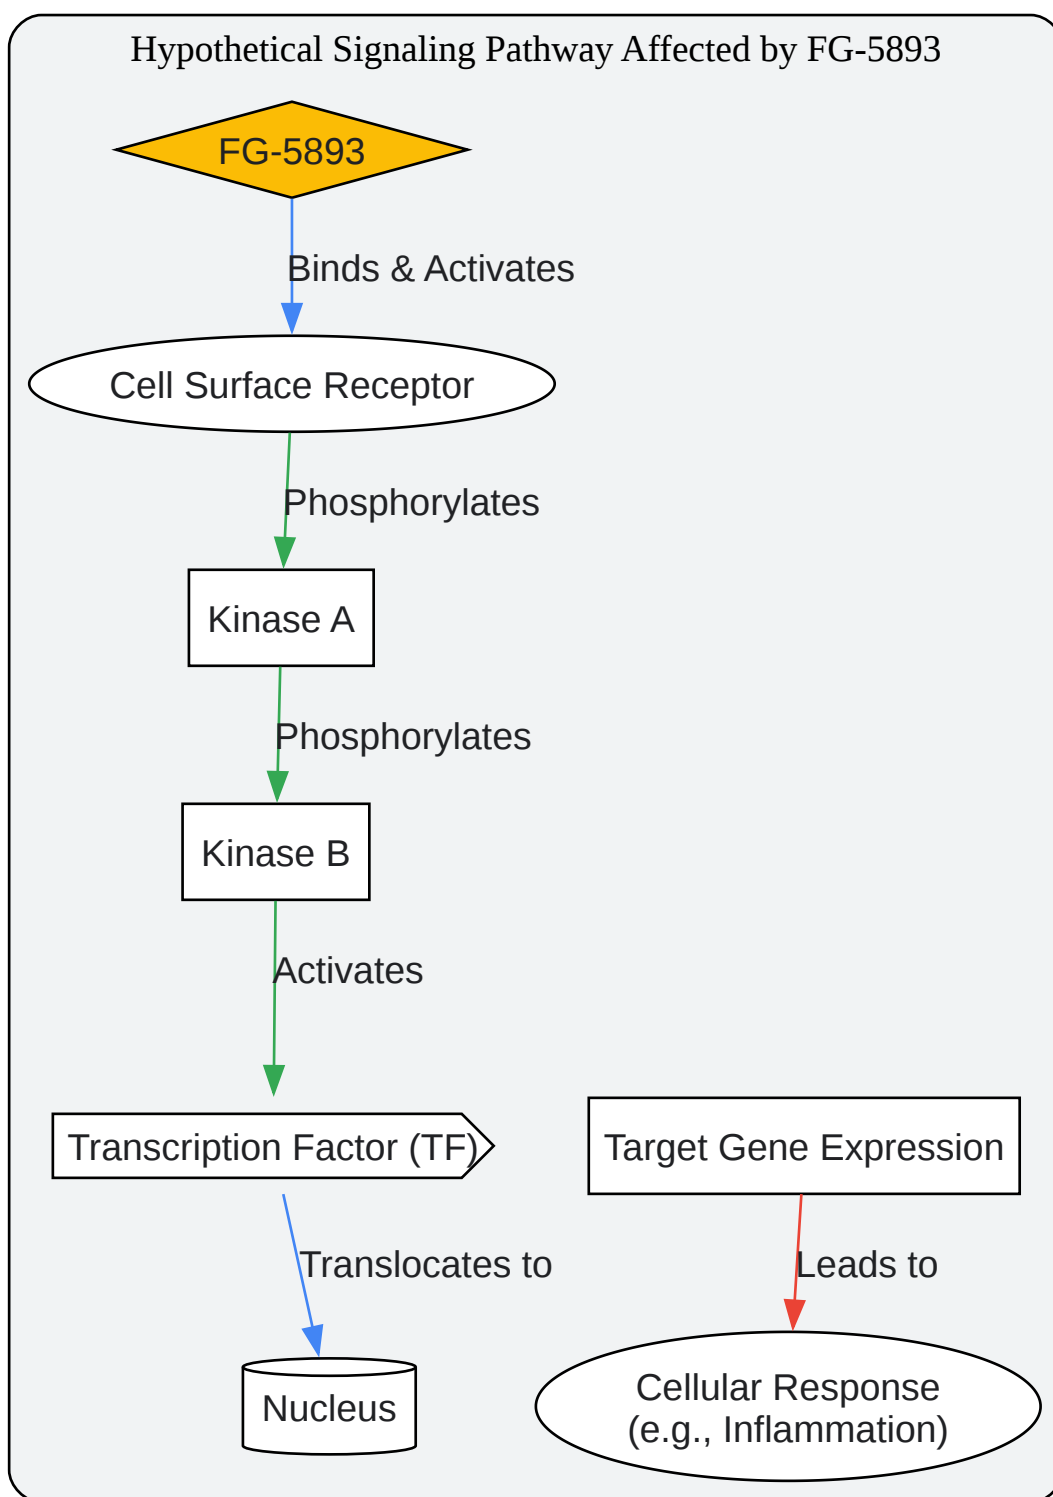 Hypothetical Signaling Pathway Affected by FG-5893
FG-5893
Binds & Activates
Cell Surface Receptor
Phosphorylates
Kinase A
Phosphorylates
Kinase B
Activates
Transcription Factor (TF)
Target Gene Expression
Translocates to
Leads to
Nucleus
Cellular Response
(e.g., Inflammation)